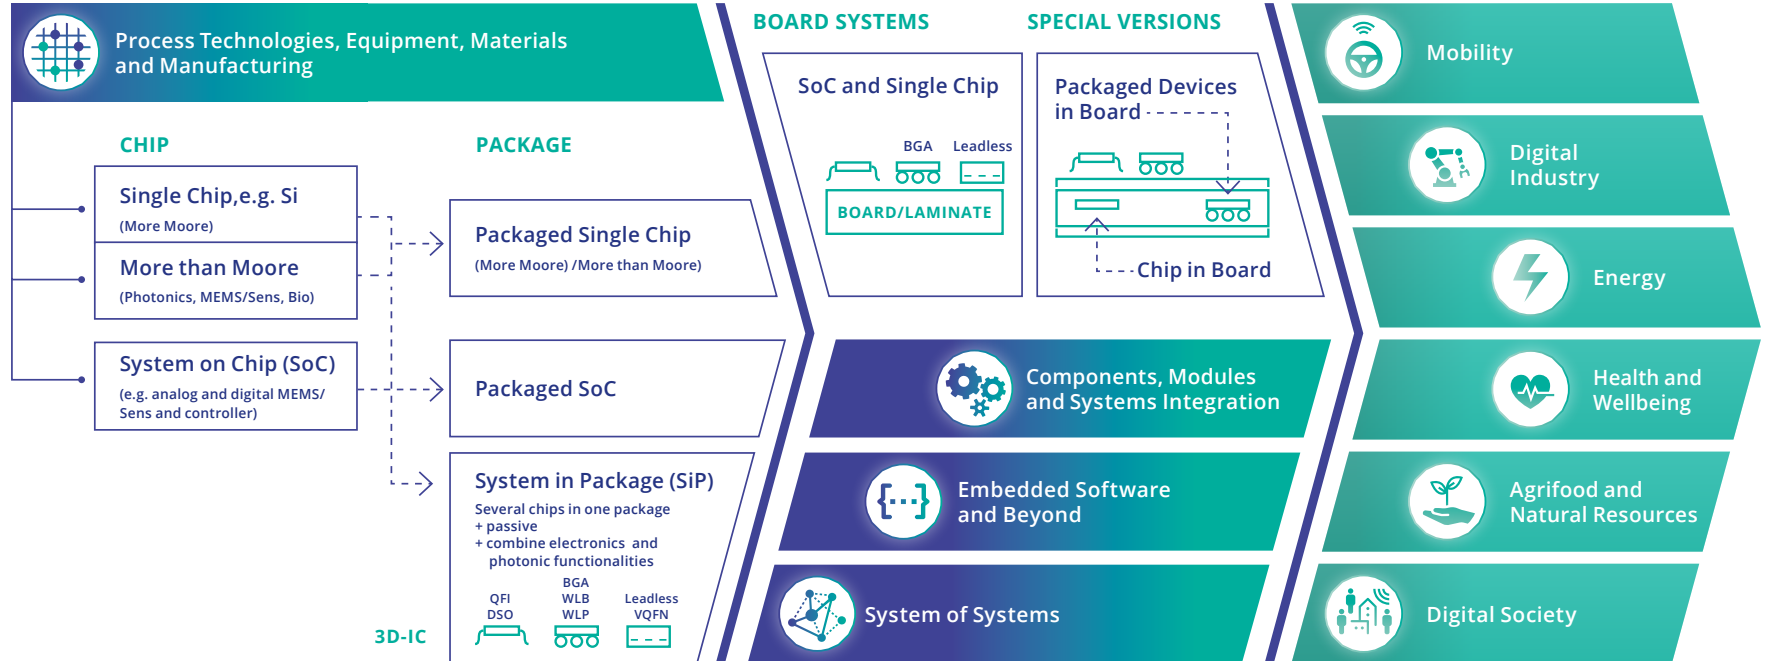 Process Technologies, Equipment, Materials
and Manufacturing
CHIP
Single Chip,e.g. Si
(More Moore)
More than Moore
(Photonics, MEMS/Sens, Bio)
System on Chip (SoC)
(e.g. analog and digital MEMS/
Sens and controller)
PACKAGE
Packaged Single Chip
(More Moore) /More than Moore)
Packaged SoC
System in Package (SiP)
Several chips in one package
+ passive
+ combine electronics and
photonic functionalities
QFI
DSO
BGA
WLB
WLP
Leadless
VQFN
3D-IC
BOARD SYSTEMS
SoC and Single Chip
BGA
Leadless
BOARD/LAMINATE
SPECIAL VERSIONS
Packaged Devices
in Board
Chip in Board
Components, Modules
and Systems Integration
{...}
Embedded Software
and Beyond
System of Systems
Mobility
Digital
Industry
Energy
Health and
Wellbeing
Agrifood and
Natural Resources
Digital Society